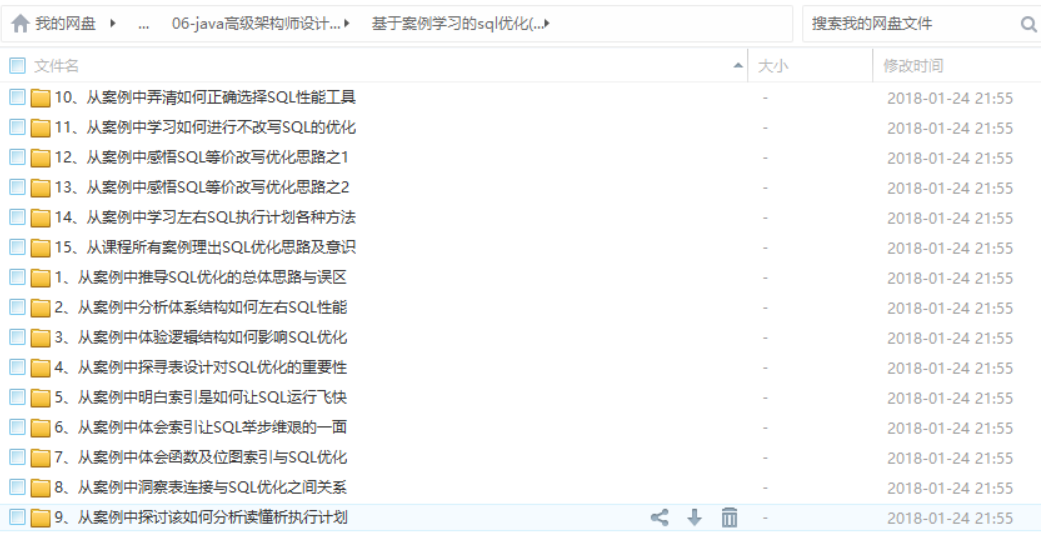 我的网盘 ... 06-java高级架构师设计... 基于案例学习的sql优化(... 搜索我的网盘文件
文件名 大小 修改时间
10、从案例中弄清如何正确选择SQL性能工具 - 2018-01-24 21:55
11、从案例中学习如何进行不改写SQL的优化 - 2018-01-24 21:55
12、从案例中感悟SQL等价改写优化思路之1 - 2018-01-24 21:55
13、从案例中感悟SQL等价改写优化思路之2 - 2018-01-24 21:55
14、从案例中学习左右SQL执行计划各种方法 - 2018-01-24 21:55
15、从课程所有案例理出SQL优化思路及意识 - 2018-01-24 21:55
1、从案例中推导SQL优化的总体思路与误区 - 2018-01-24 21:55
2、从案例中分析体系结构如何左右SQL性能 - 2018-01-24 21:55
3、从案例中体验逻辑结构如何影响SQL优化 - 2018-01-24 21:55
4、从案例中探寻表设计对SQL优化的重要性 - 2018-01-24 21:55
5、从案例中明白索引是如何让SQL运行飞快 - 2018-01-24 21:55
6、从案例中体会索引让SQL举步维艰的一面 - 2018-01-24 21:55
7、从案例中体会函数及位图索引与SQL优化 - 2018-01-24 21:55
8、从案例中洞察表连接与SQL优化之间关系 - 2018-01-24 21:55
9、从案例中探讨该如何分析读懂析执行计划 - 2018-01-24 21:55